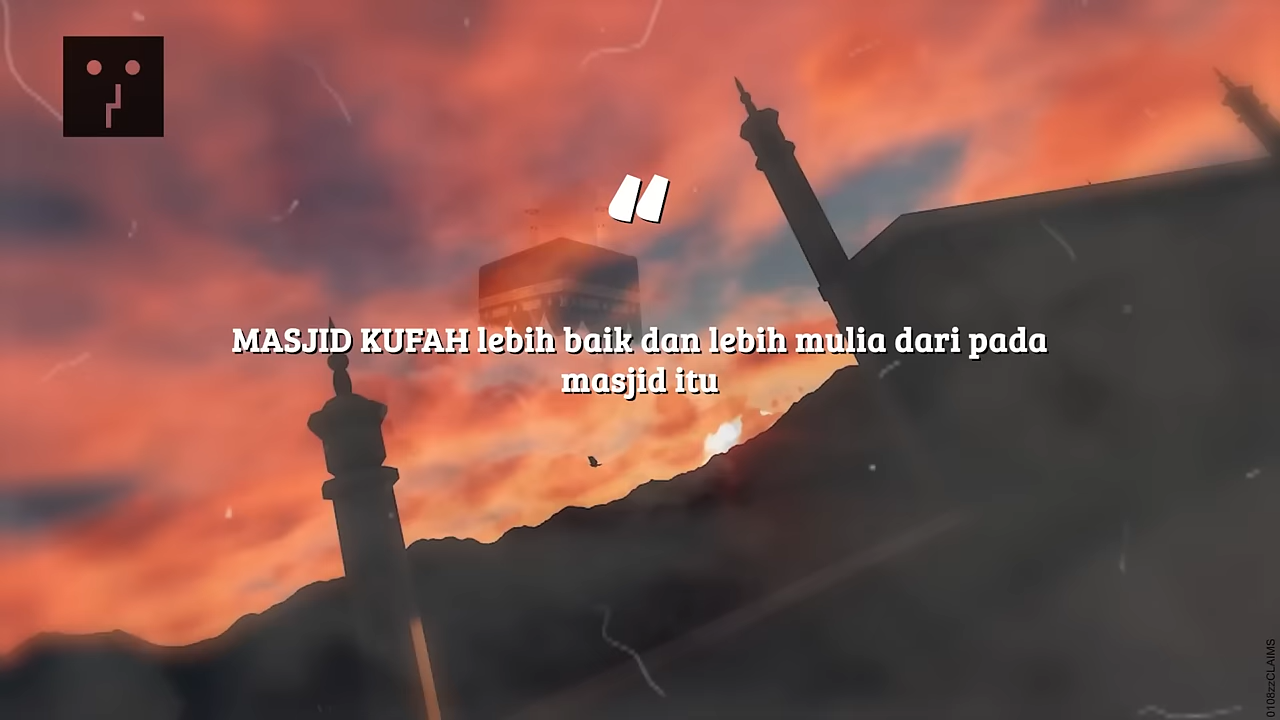 “
MASJID KUFAH lebih baik dan lebih mulia dari pada
masjid itu
0108zzCLAIMS